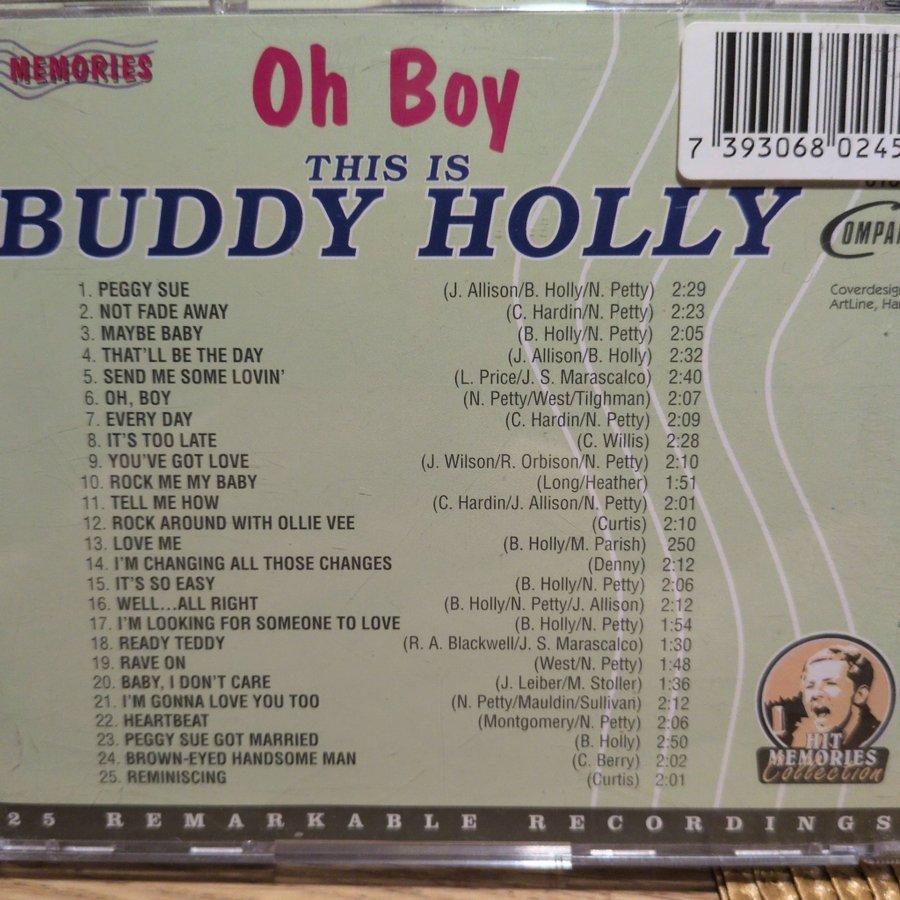 MEMORIES
Oh Boy
THIS IS
BUDDY HOLLY
7 393068 0245
COMPA
Coverdesig
ArtLine, Ha
1. PEGGY SUE (J. Allison/B. Holly/N. Petty) 2:29
2. NOT FADE AWAY (C. Hardin/N. Petty) 2:23
3. MAYBE BABY (B. Holly/N. Petty) 2:05
4. THAT'LL BE THE DAY (J. Allison/B. Holly) 2:32
5. SEND ME SOME LOVIN' (L. Price/J. S. Marascalco) 2:40
6. OH, BOY (N. Petty/West/Tilghman) 2:07
7. EVERY DAY (C. Hardin/N. Petty) 2:09
8. IT'S TOO LATE (C. Willis) 2:28
9. YOU'VE GOT LOVE (J. Wilson/R. Orbison/N. Petty) 2:10
10. ROCK ME MY BABY (Long/Heather) 1:51
11. TELL ME HOW (C. Hardin/J. Allison/N. Petty) 2:01
12. ROCK AROUND WITH OLLIE VEE (Curtis) 2:10
13. LOVE ME (B. Holly/M. Parish) 250
14. I'M CHANGING ALL THOSE CHANGES (Denny) 2:12
15. IT'S SO EASY (B. Holly/N. Petty) 2:06
16. WELL...ALL RIGHT (B. Holly/N. Petty/J. Allison) 2:12
17. I'M LOOKING FOR SOMEONE TO LOVE (B. Holly/N. Petty) 1:54
18. READY TEDDY (R. A. Blackwell/J. S. Marascalco) 1:30
19. RAVE ON (West/N. Petty) 1:48
20. BABY, I DON'T CARE (J. Leiber/M. Stoller) 1:36
21. I'M GONNA LOVE YOU TOO (N. Petty/Mauldin/Sullivan) 2:12
22. HEARTBEAT (Montgomery/N. Petty) 2:06
23. PEGGY SUE GOT MARRIED (B. Holly) 2:50
24. BROWN-EYED HANDSOME MAN (C. Berry) 2:02
25. REMINISCING (Curtis) 2:01
HIT
MEMORIES
Collection
25 REMARKABLE RECORDINGS